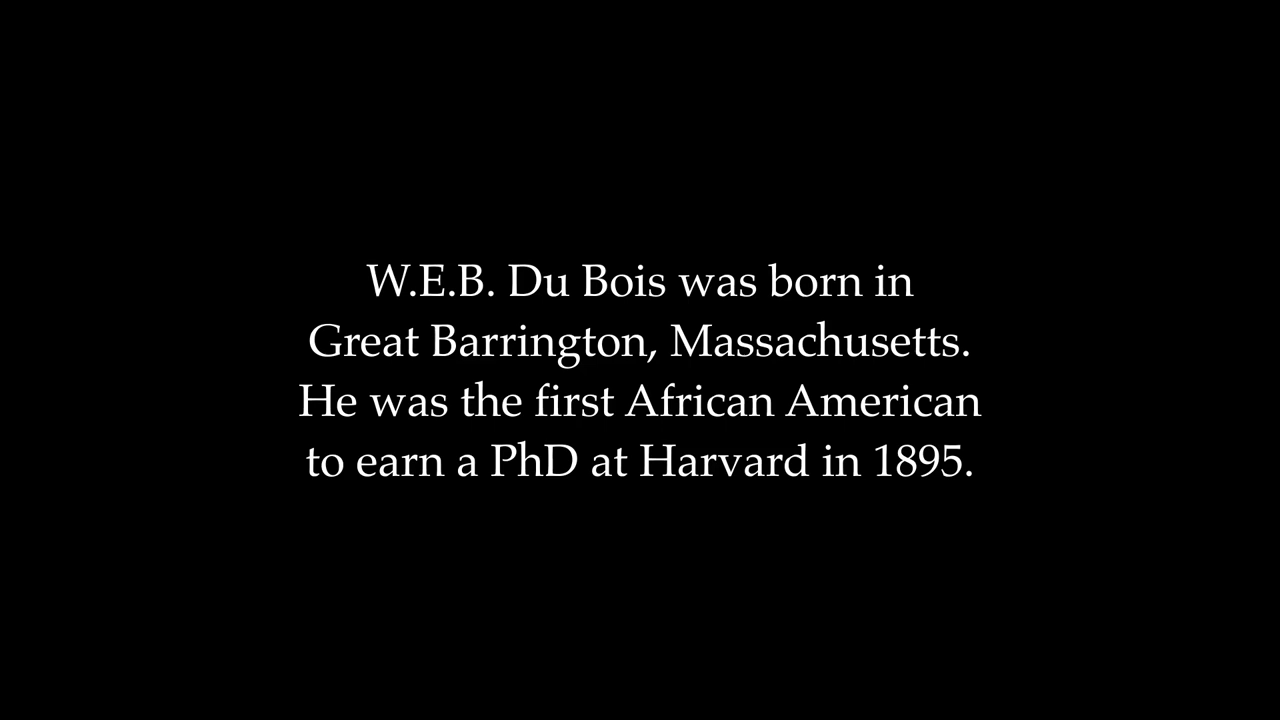 W.E.B. Du Bois was born in
Great Barrington, Massachusetts.
He was the first African American
to earn a PhD at Harvard in 1895.